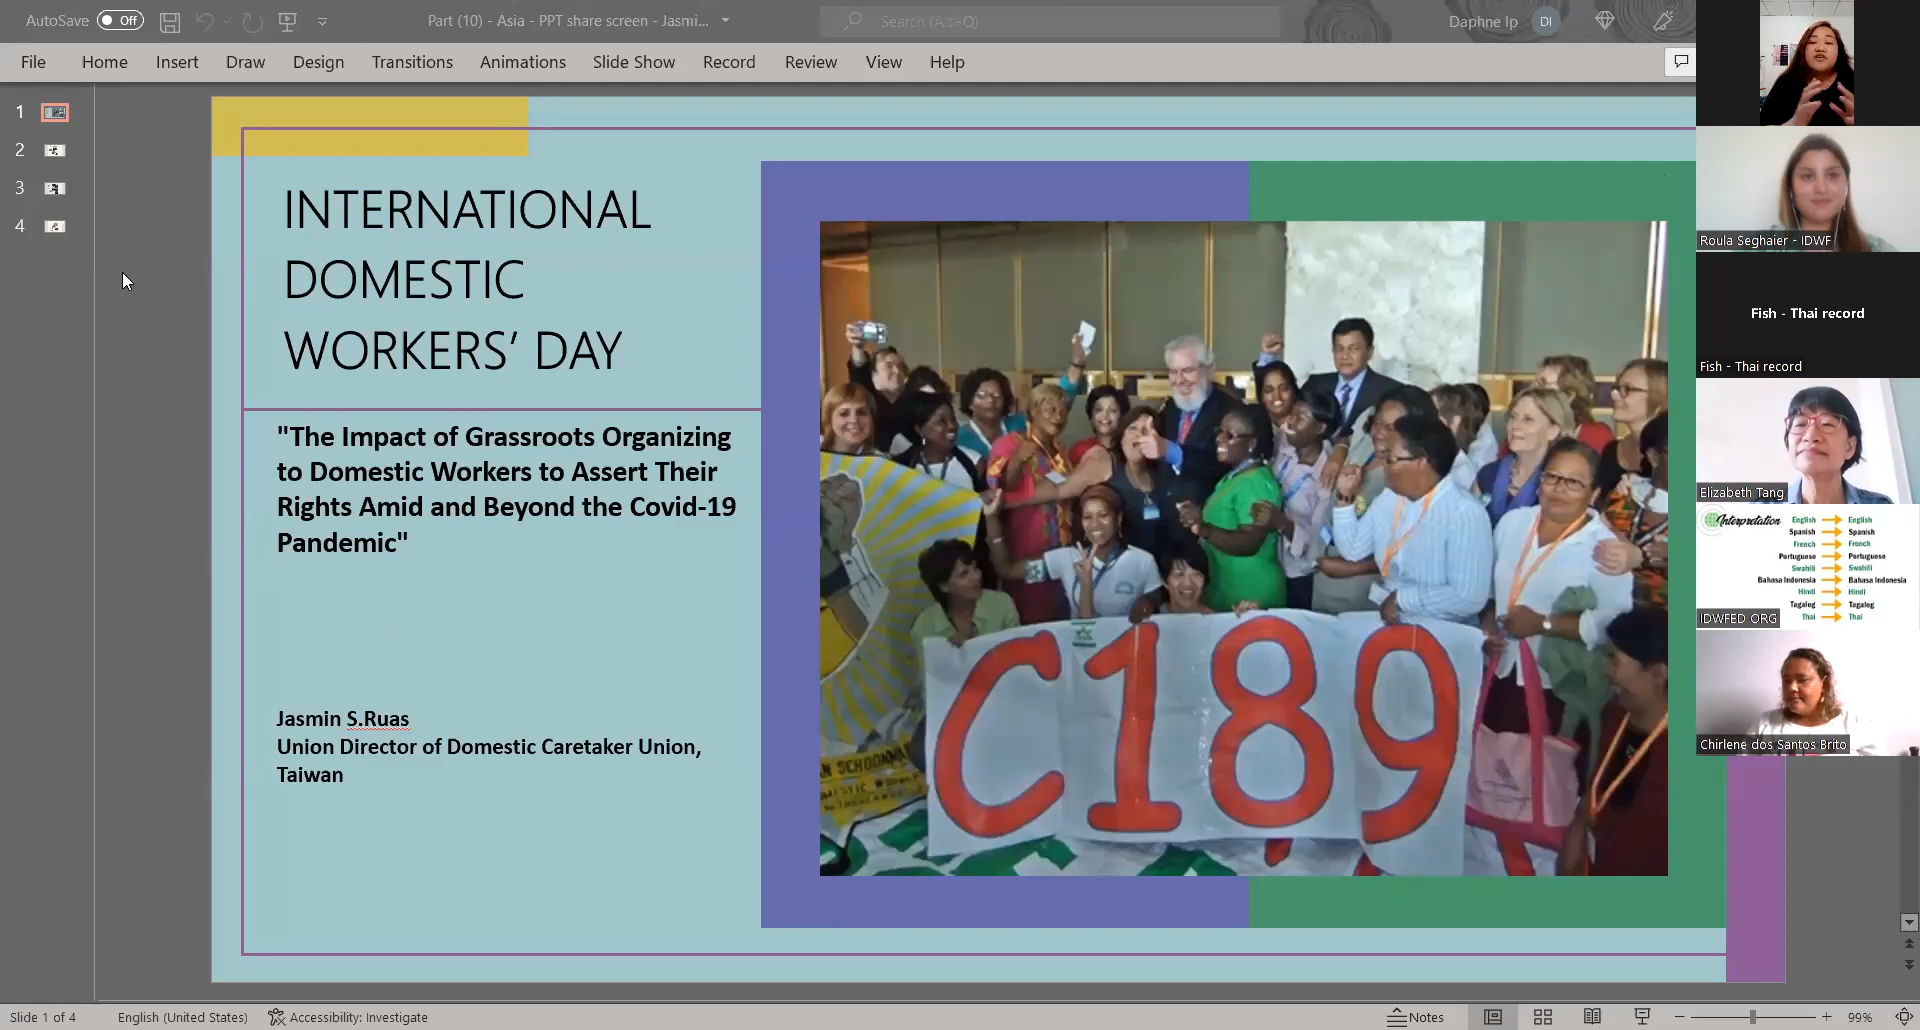 AutoSave Off
Part (10) - Asia - PPT share screen - Jasmi...
Search (Alt+Q)
Daphne Ip DI
File Home Insert Draw Design Transitions Animations Slide Show Record Review View Help
1
2
3
4
INTERNATIONAL
DOMESTIC
WORKERS’ DAY
"The Impact of Grassroots Organizing
to Domestic Workers to Assert Their
Rights Amid and Beyond the Covid-19
Pandemic"
Jasmin S.Ruas
Union Director of Domestic Caretaker Union,
Taiwan
C189
Roula Seghaier - IDWF
Fish - Thai record
Fish - Thai record
Elizabeth Tang
Interpretation
English English
Spanish Spanish
French French
Portuguese Portuguese
Swahili Swahili
Bahasa Indonesia Bahasa Indonesia
Hindi Hindi
Tagalog Tagalog
Thai Thai
IDWFED ORG
Chirlene dos Santos Brito
Slide 1 of 4 English (United States) Accessibility: Investigate Notes 99%